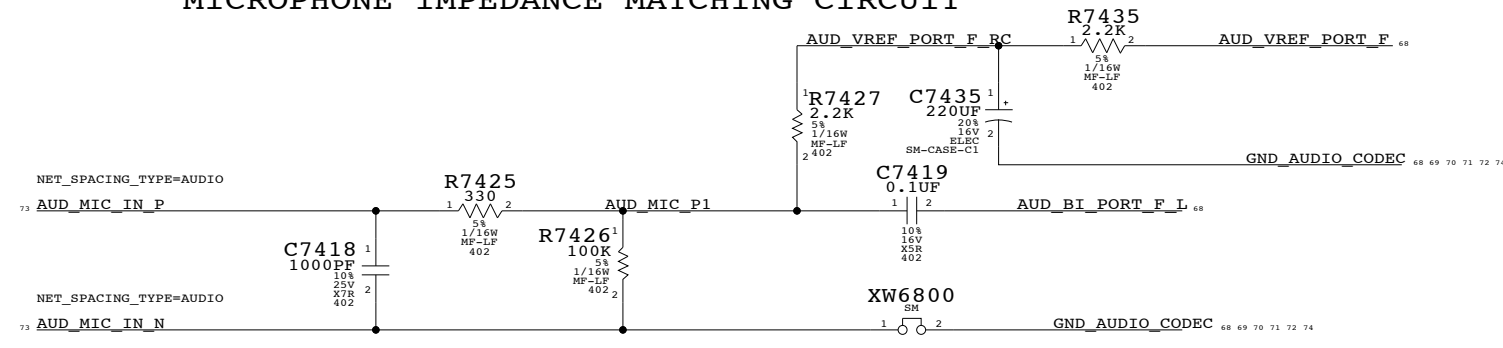 MICROPHONE IMPEDANCE MATCHING CIRCUIT
R7435
2.2K
1 2
5%
1/16W
MF-LF
402
AUD_VREF_PORT_F_RC
AUD_VREF_PORT_F 68
1
R7427
2.2K
5%
1/16W
MF-LF
402
2
C7435
220UF
20%
16V
ELEC
SM-CASE-C1
1
+
2
GND_AUDIO_CODEC 68 69 70 71 72 74
NET_SPACING_TYPE=AUDIO
73 AUD_MIC_IN_P
R7425
330
1 2
5%
1/16W
MF-LF
402
AUD_MIC_P1
C7419
0.1UF
1 2
10%
16V
X5R
402
AUD_BI_PORT_F_L 68
C7418
1000PF
10%
25V
X7R
402
1
2
R7426
100K
5%
1/16W
MF-LF
402
1
2
NET_SPACING_TYPE=AUDIO
73 AUD_MIC_IN_N
XW6800
SM
1 2
GND_AUDIO_CODEC 68 69 70 71 72 74